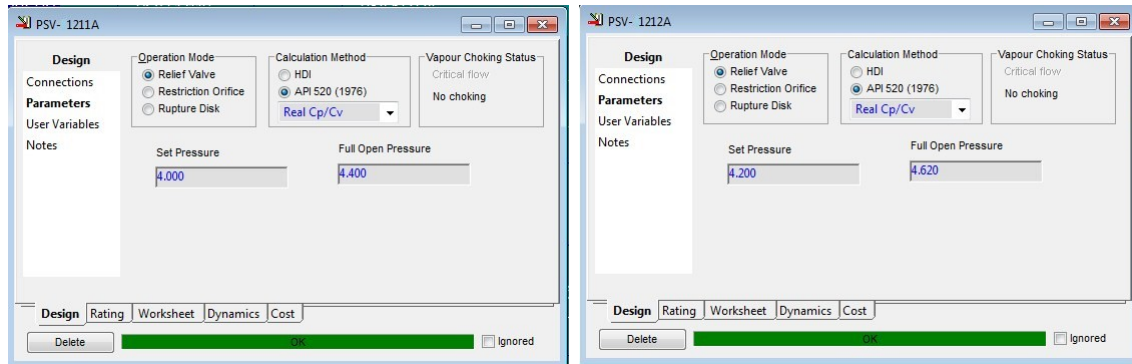 PSV- 1211A
Design
Connections
Parameters
User Variables
Notes
Operation Mode
Relief Valve
Restriction Orifice
Rupture Disk
Calculation Method
HDI
API 520 (1976)
Real Cp/Cv
Vapour Choking Status
Critical flow
No choking
Set Pressure
4.000
Full Open Pressure
4.400
Design Rating Worksheet Dynamics Cost
Delete
OK
Ignored
PSV- 1212A
Design
Connections
Parameters
User Variables
Notes
Operation Mode
Relief Valve
Restriction Orifice
Rupture Disk
Calculation Method
HDI
API 520 (1976)
Real Cp/Cv
Vapour Choking Status
Critical flow
No choking
Set Pressure
4.200
Full Open Pressure
4.620
Design Rating Worksheet Dynamics Cost
Delete
OK
Ignored